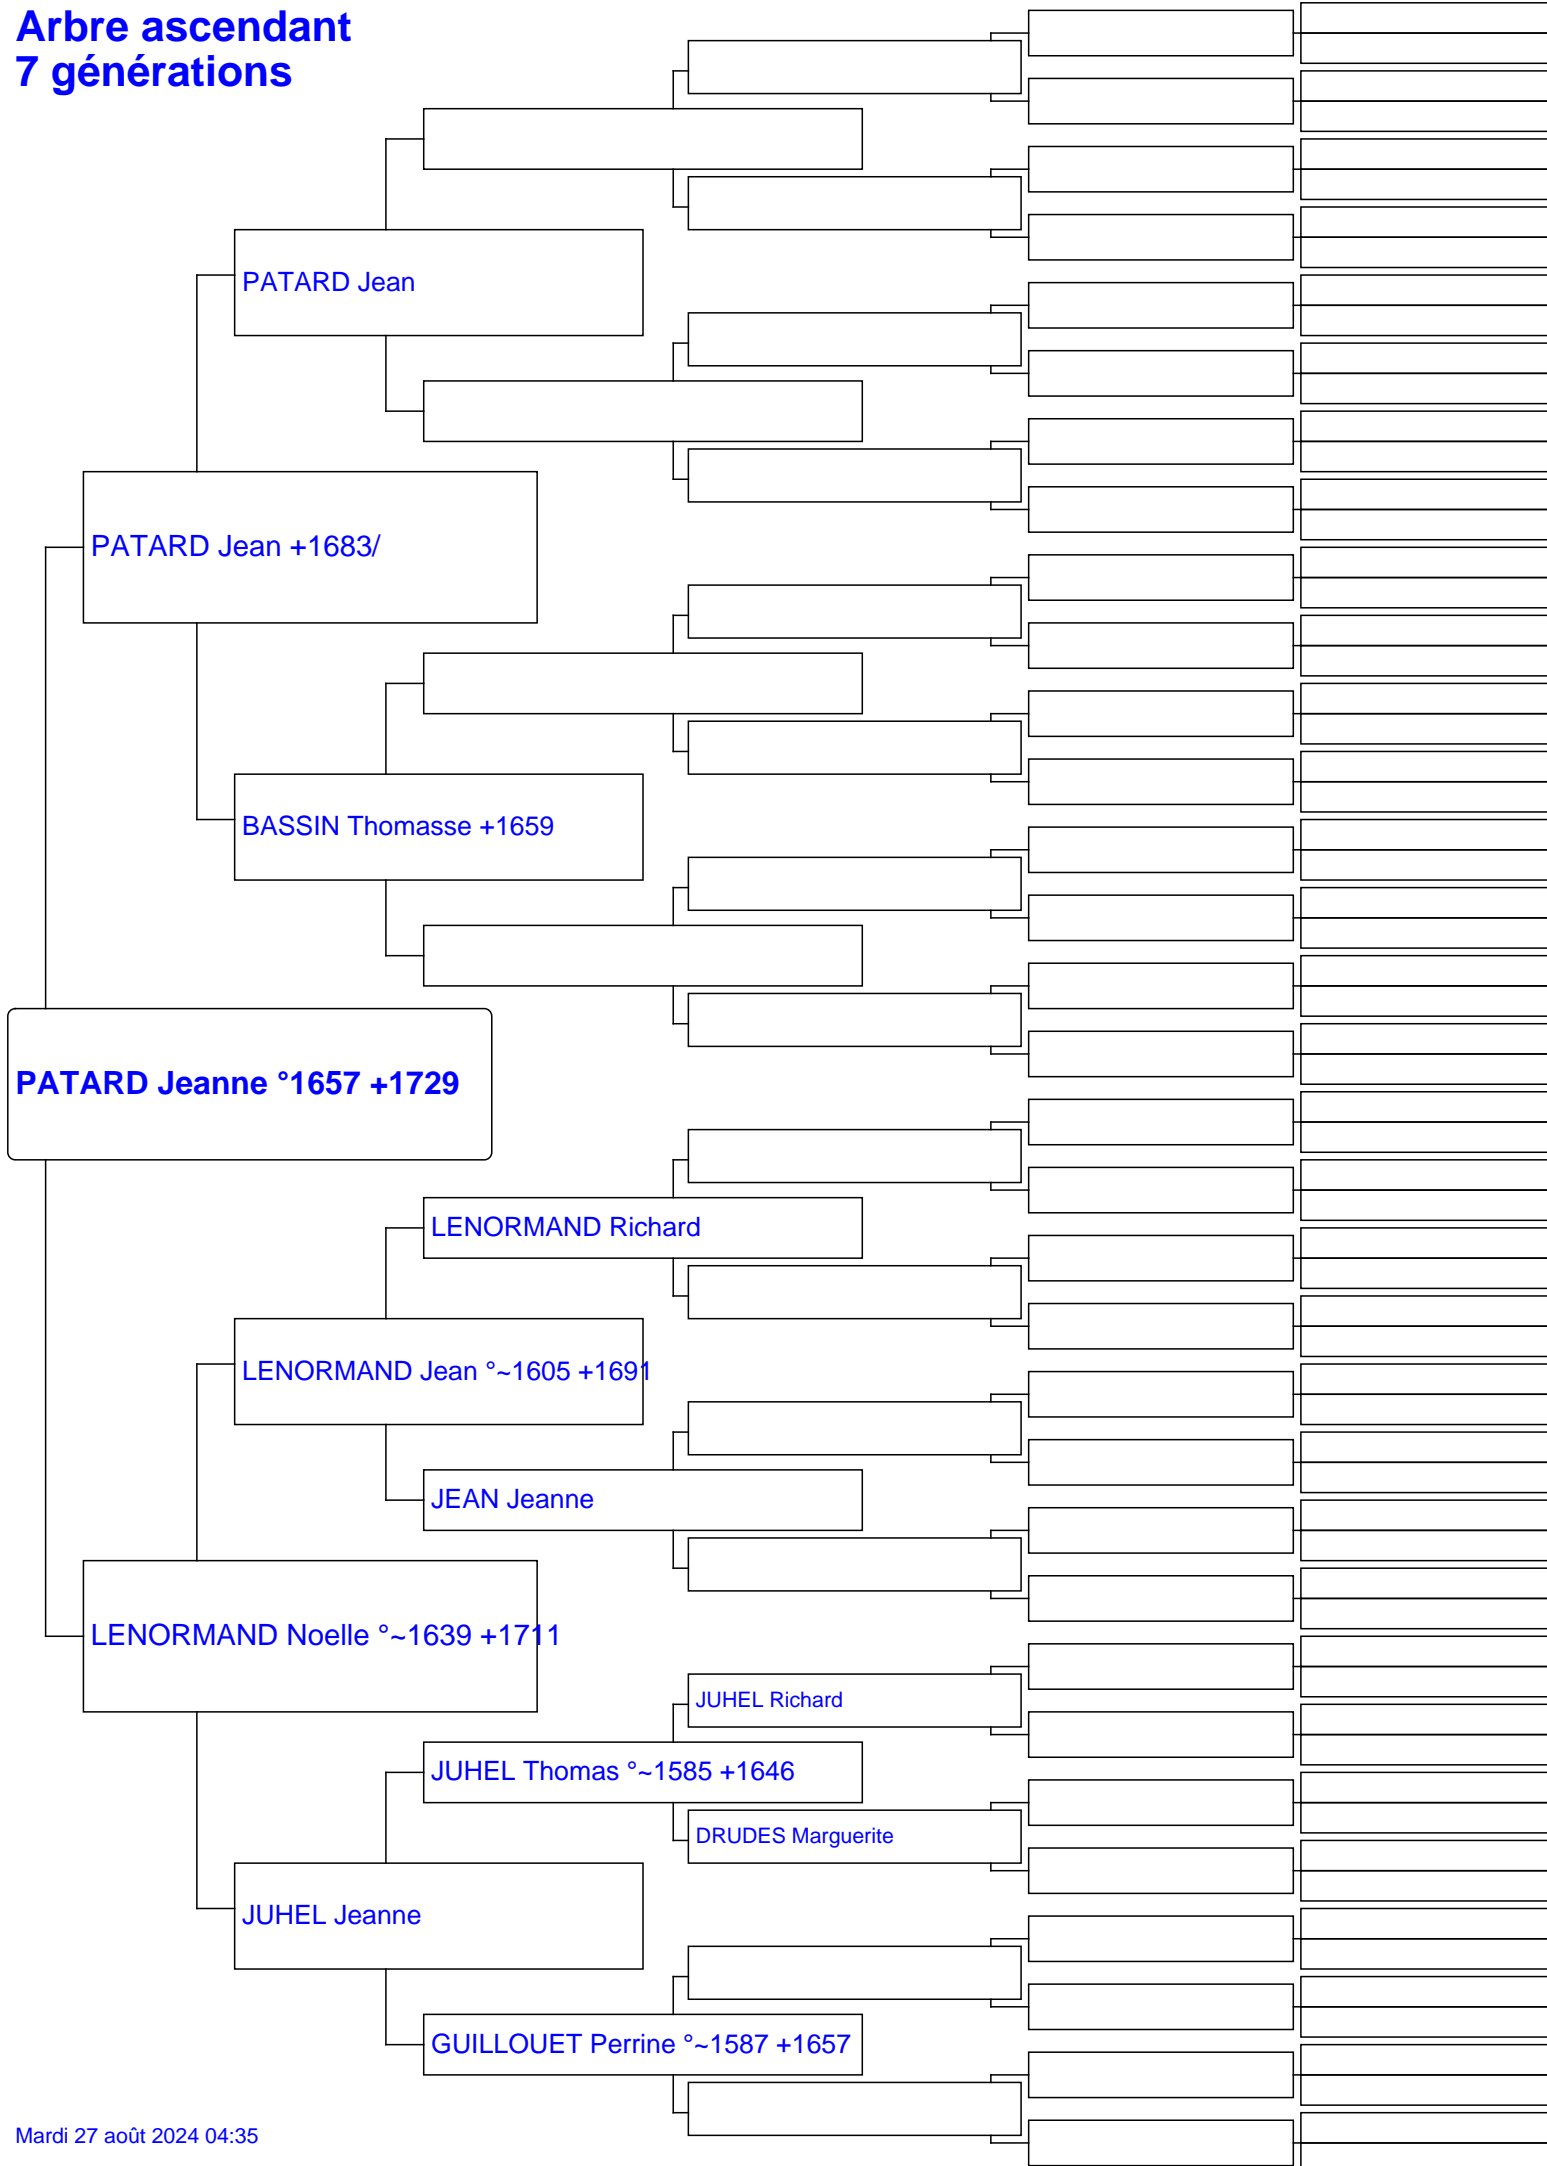 Arbre ascendant
7 générations
PATARD Jean
PATARD Jean +1683/
BASSIN Thomasse +1659
PATARD Jeanne °1657 +1729
LENORMAND Richard
LENORMAND Jean °~1605 +1691
JEAN Jeanne
LENORMAND Noelle °~1639 +1711
JUHEL Richard
JUHEL Thomas °~1585 +1646
DRUDES Marguerite
JUHEL Jeanne
GUILLOUET Perrine °~1587 +1657
Mardi 27 août 2024 04:35